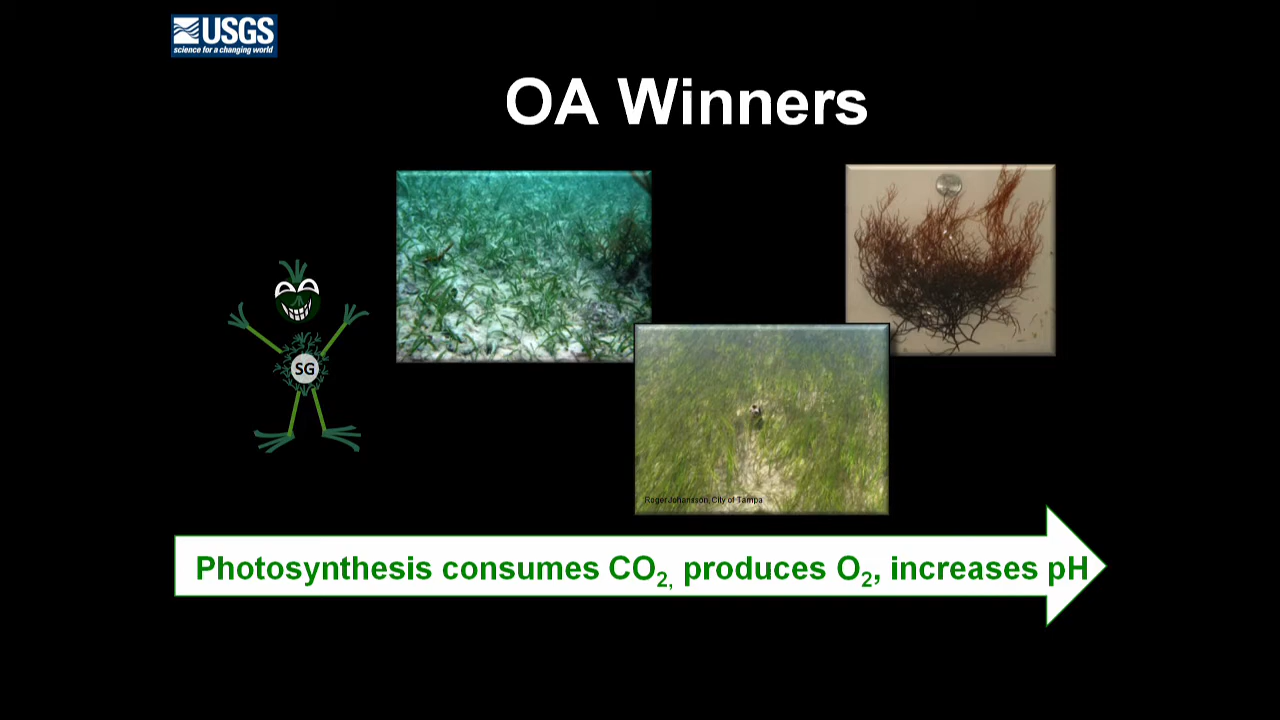 USGS
science for a changing world
OA Winners
SG
Roger Johansson, City of Tampa
Photosynthesis consumes CO2, produces O2, increases pH